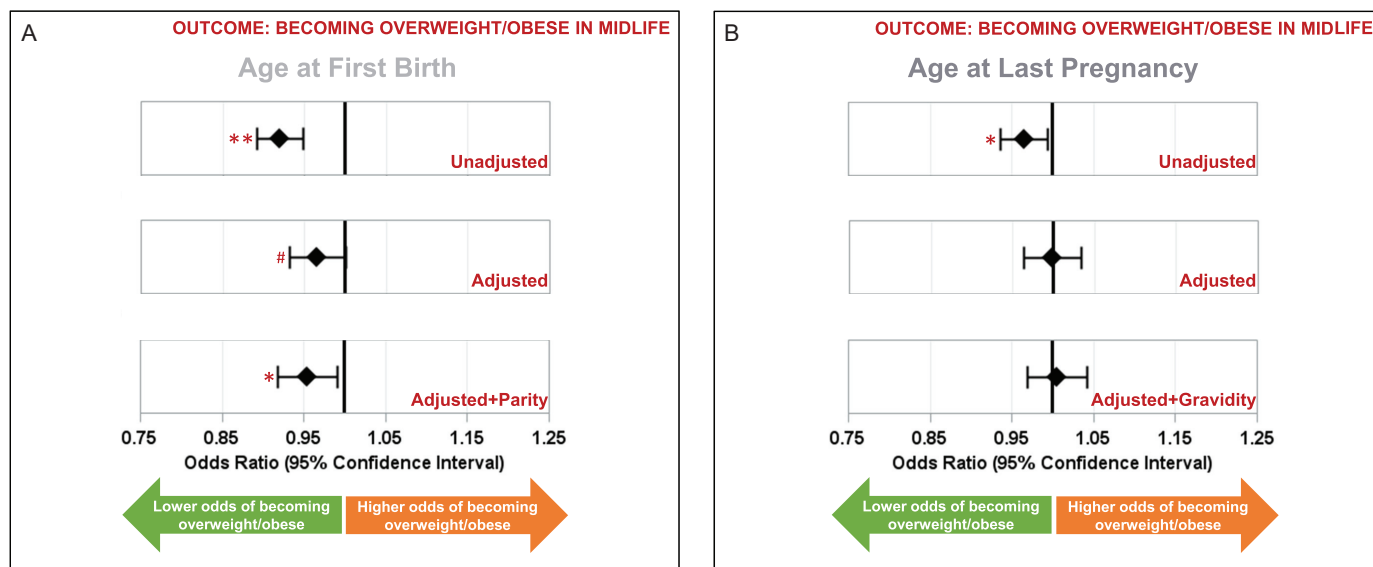 A
OUTCOME: BECOMING OVERWEIGHT/OBESE IN MIDLIFE
Age at First Birth
**
Unadjusted
#
Adjusted
*
Adjusted+Parity
0.75 0.85 0.95 1.05 1.15 1.25
Odds Ratio (95% Confidence Interval)
Lower odds of becoming
overweight/obese
Higher odds of becoming
overweight/obese
B
OUTCOME: BECOMING OVERWEIGHT/OBESE IN MIDLIFE
Age at Last Pregnancy
*
Unadjusted
Adjusted
Adjusted+Gravidity
0.75 0.85 0.95 1.05 1.15 1.25
Odds Ratio (95% Confidence Interval)
Lower odds of becoming
overweight/obese
Higher odds of becoming
overweight/obese